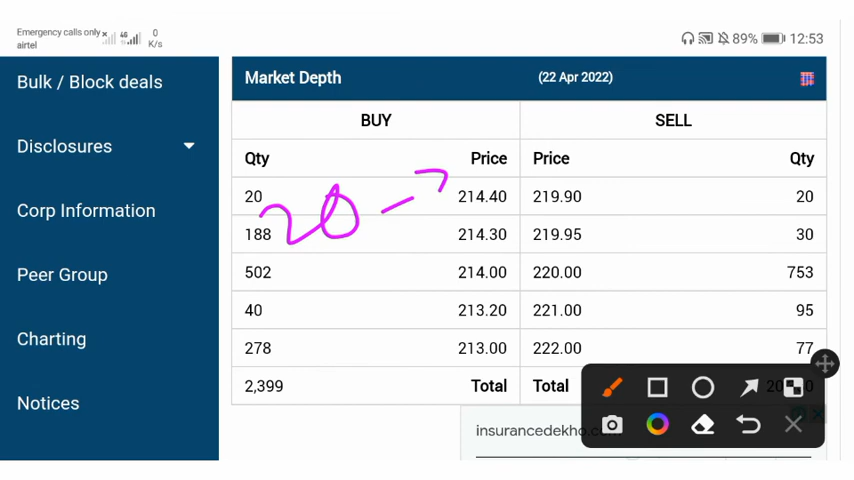 Emergency calls only 4G 0
airtel K/s 89% 12:53
Bulk / Block deals
Disclosures
Corp Information
Peer Group
Charting
Notices
Market Depth (22 Apr 2022)
BUY SELL
Qty Price Price Qty
20 214.40 219.90 20
188 214.30 219.95 30
502 214.00 220.00 753
40 213.20 221.00 95
278 213.00 222.00 77
2,399 Total Total
20 -
insurancedekho.